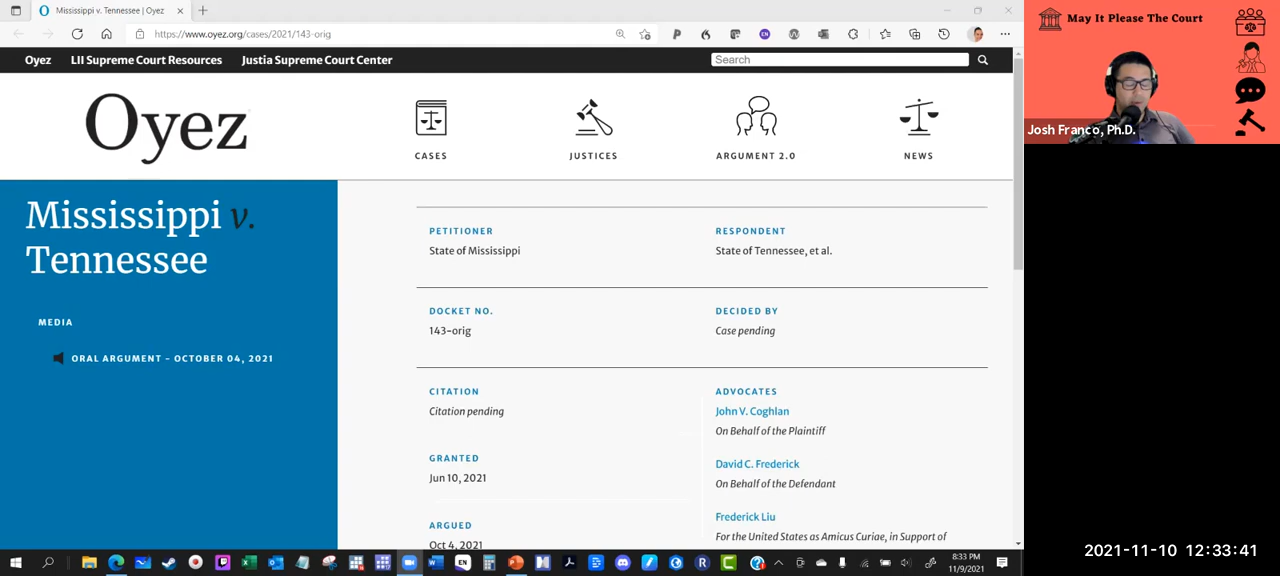 Mississippi v. Tennessee | Oyez
https://www.oyez.org/cases/2021/143-orig
Oyez LII Supreme Court Resources Justia Supreme Court Center Search
Oyez
CASES JUSTICES ARGUMENT 2.0 NEWS
Mississippi v.
Tennessee
MEDIA
ORAL ARGUMENT - OCTOBER 04, 2021
PETITIONER
State of Mississippi
RESPONDENT
State of Tennessee, et al.
DOCKET NO.
143-orig
DECIDED BY
Case pending
CITATION
Citation pending
GRANTED
Jun 10, 2021
ARGUED
Oct 4, 2021
ADVOCATES
John V. Coghlan
On Behalf of the Plaintiff
David C. Frederick
On Behalf of the Defendant
Frederick Liu
For the United States as Amicus Curiae, in Support of
8:33 PM
11/9/2021
May It Please The Court
Josh Franco, Ph.D.
2021-11-10 12:33:41